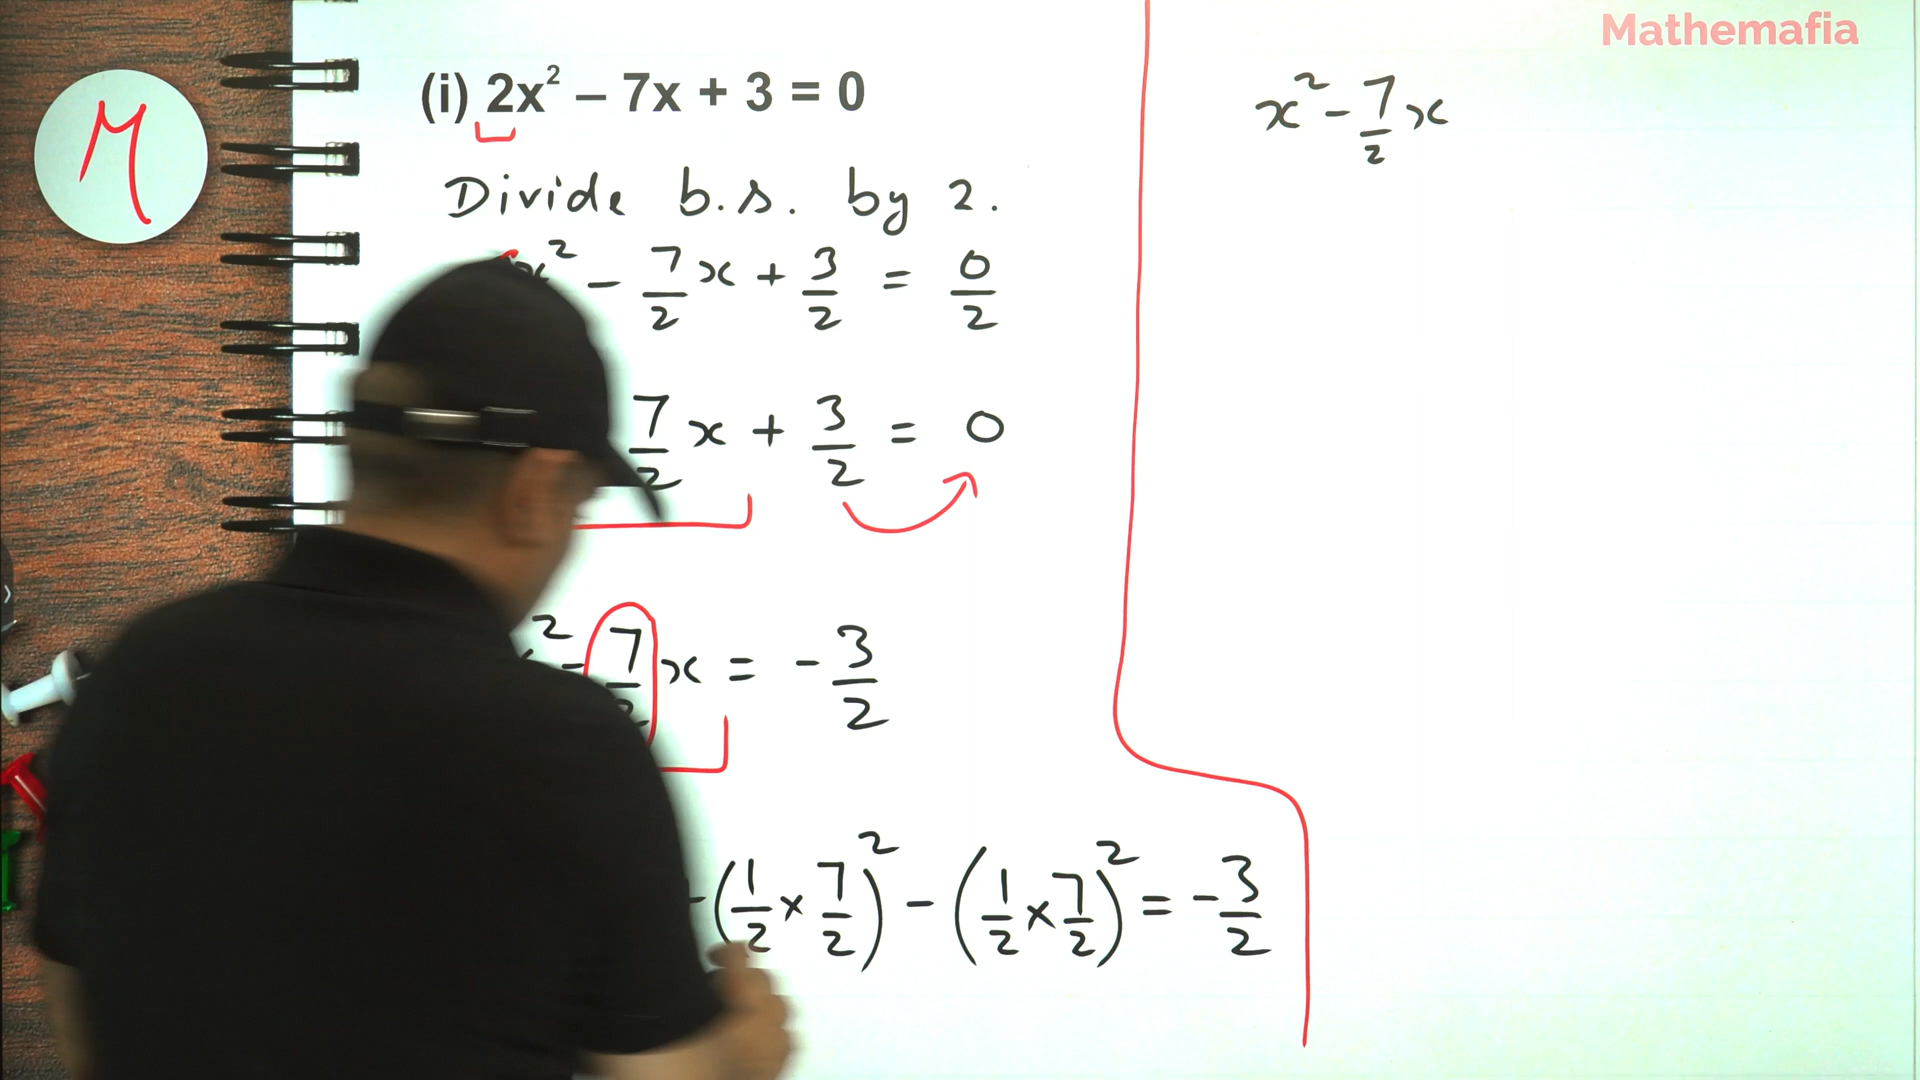 M
Mathemafia
(i) 2x² – 7x + 3 = 0
Divide b.s. by 2.
x² - 7/2 x + 3/2 = 0/2
7/2 x + 3/2 = 0
² - 7/2 x = - 3/2
(1/2 × 7/2)² - (1/2 × 7/2)² = - 3/2
x² - 7/2 x